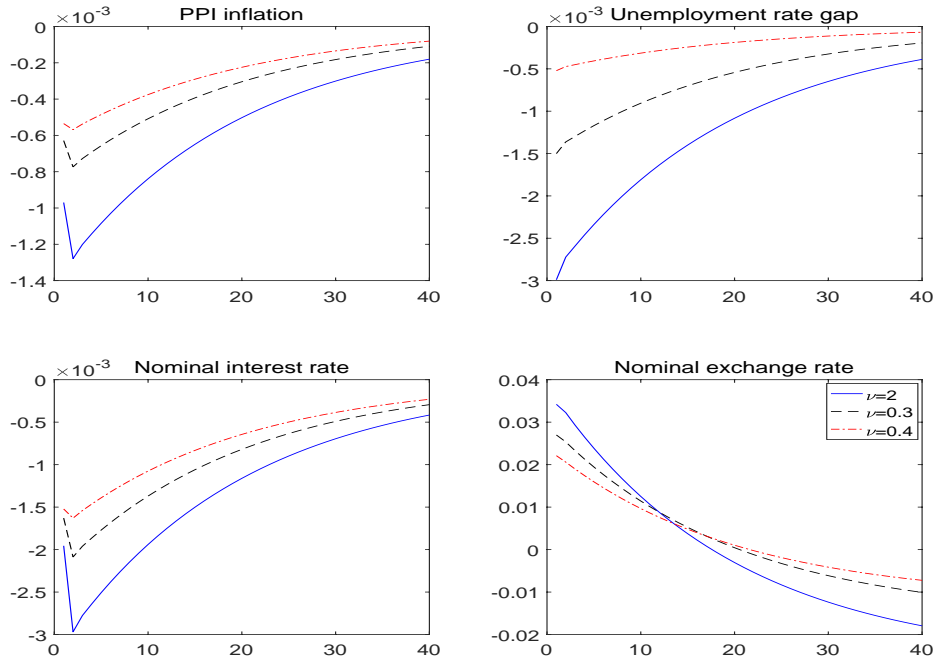 ×10-3 PPI inflation
0
-0.2
-0.4
-0.6
-0.8
-1
-1.2
-1.4
0 10 20 30 40
×10-3 Unemployment rate gap
0
-0.5
-1
-1.5
-2
-2.5
-3
0 10 20 30 40
×10-3 Nominal interest rate
0
-0.5
-1
-1.5
-2
-2.5
-3
0 10 20 30 40
Nominal exchange rate
0.04
0.03
0.02
0.01
0
-0.01
-0.02
0 10 20 30 40
ν=2
ν=0.3
ν=0.4